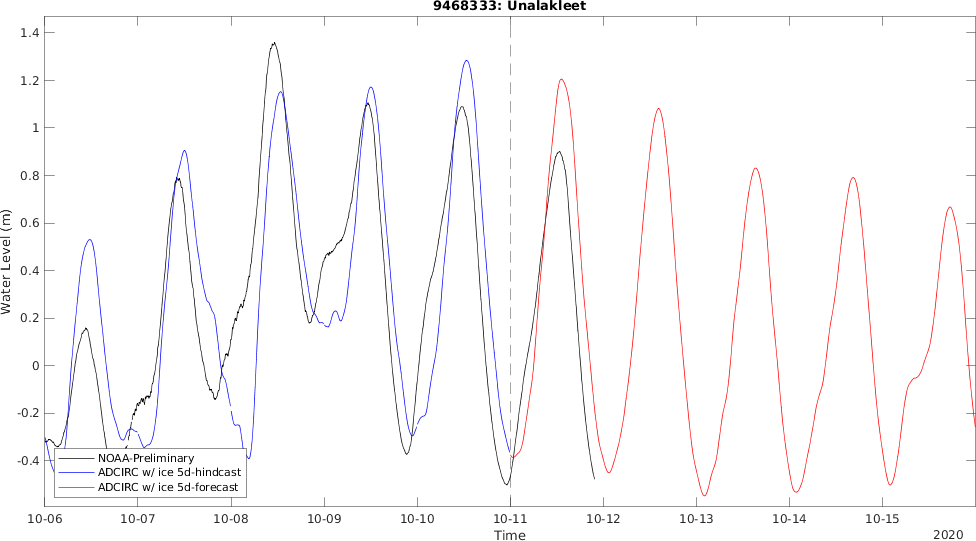 9468333: Unalakleet
1.4
1.2
1
0.8
0.6
0.4
0.2
0
-0.2
-0.4
Water Level (m)
NOAA-Preliminary
ADCIRC w/ ice 5d-hindcast
ADCIRC w/ ice 5d-forecast
10-06 10-07 10-08 10-09 10-10 10-11 10-12 10-13 10-14 10-15
Time
2020